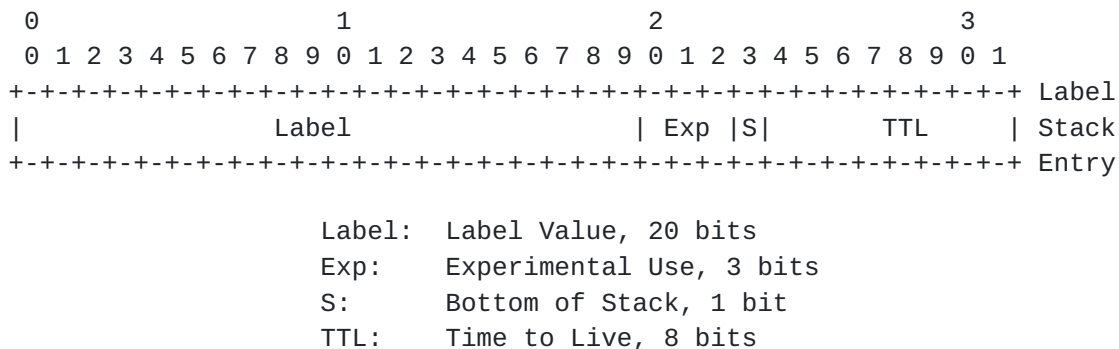 0                   1                   2                   3
 0 1 2 3 4 5 6 7 8 9 0 1 2 3 4 5 6 7 8 9 0 1 2 3 4 5 6 7 8 9 0 1
+-+-+-+-+-+-+-+-+-+-+-+-+-+-+-+-+-+-+-+-+-+-+-+-+-+-+-+-+-+-+-+-+ Label
|                Label                  | Exp |S|       TTL     | Stack
+-+-+-+-+-+-+-+-+-+-+-+-+-+-+-+-+-+-+-+-+-+-+-+-+-+-+-+-+-+-+-+-+ Entry
                    Label:  Label Value, 20 bits
                    Exp:    Experimental Use, 3 bits
                    S:      Bottom of Stack, 1 bit
                    TTL:    Time to Live, 8 bits